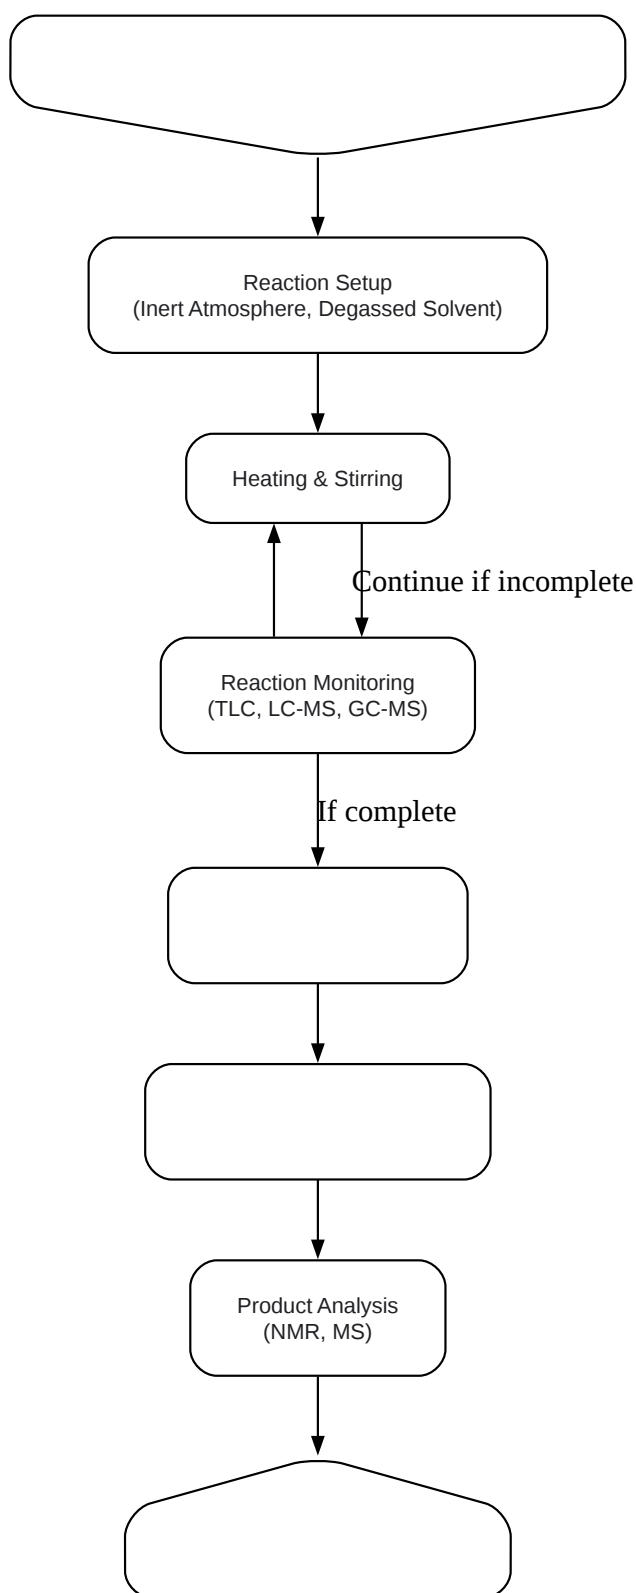 Reaction Setup
(Inert Atmosphere, Degassed Solvent)
Heating & Stirring
Continue if incomplete
Reaction Monitoring
(TLC, LC-MS, GC-MS)
If complete
Product Analysis
(NMR, MS)